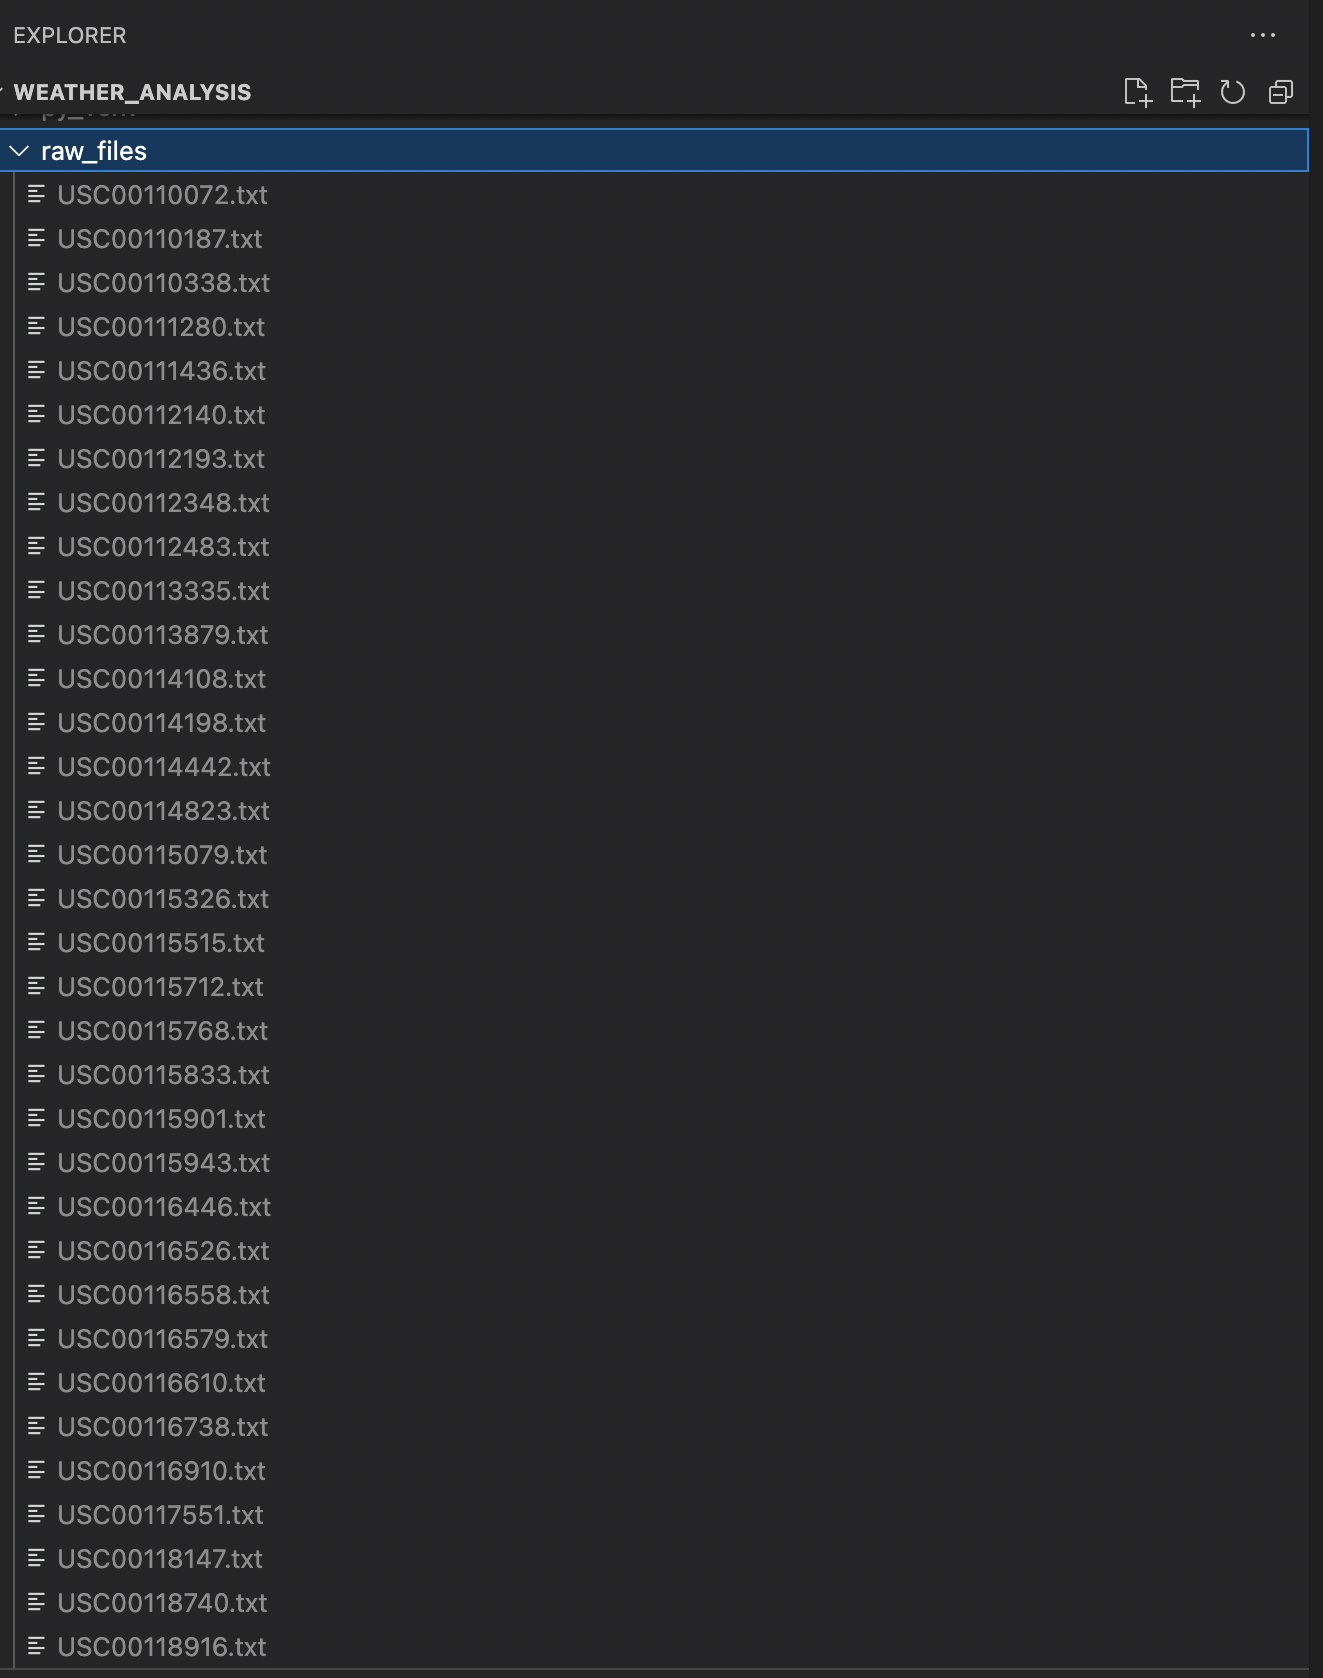 EXPLORER
WEATHER_ANALYSIS
raw_files
USC00110072.txt
USC00110187.txt
USC00110338.txt
USC00111280.txt
USC00111436.txt
USC00112140.txt
USC00112193.txt
USC00112348.txt
USC00112483.txt
USC00113335.txt
USC00113879.txt
USC00114108.txt
USC00114198.txt
USC00114442.txt
USC00114823.txt
USC00115079.txt
USC00115326.txt
USC00115515.txt
USC00115712.txt
USC00115768.txt
USC00115833.txt
USC00115901.txt
USC00115943.txt
USC00116446.txt
USC00116526.txt
USC00116558.txt
USC00116579.txt
USC00116610.txt
USC00116738.txt
USC00116910.txt
USC00117551.txt
USC00118147.txt
USC00118740.txt
USC00118916.txt